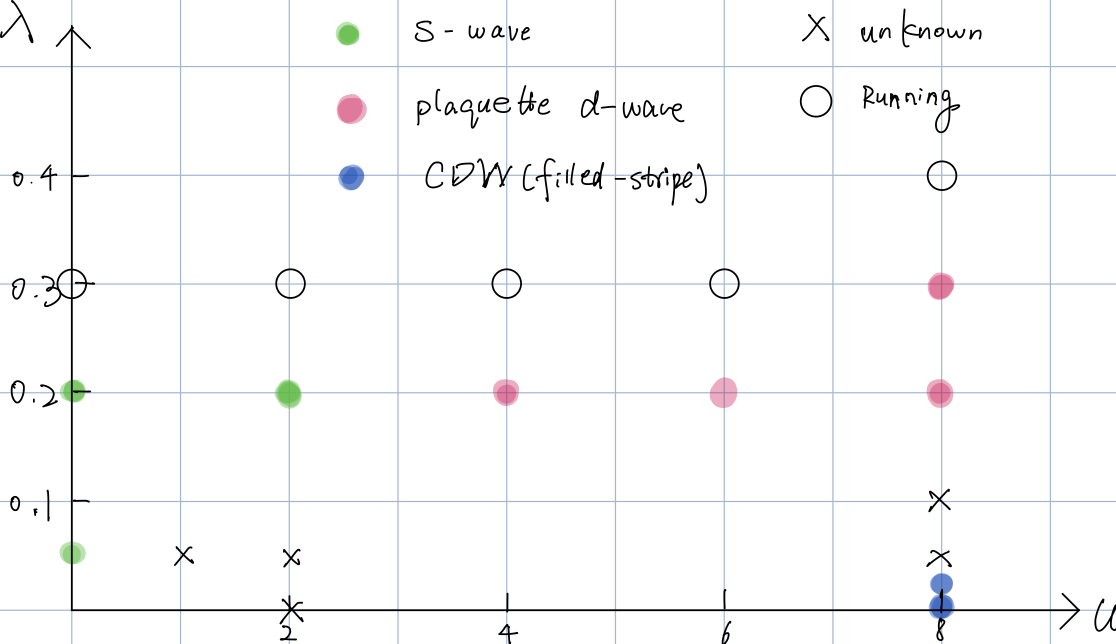 λ
S-wave
x unknown
plaquette d-wave
Running
CDW (filled-stripe)
0.4
0.3
0.2
0.1
2
4
6
8
U